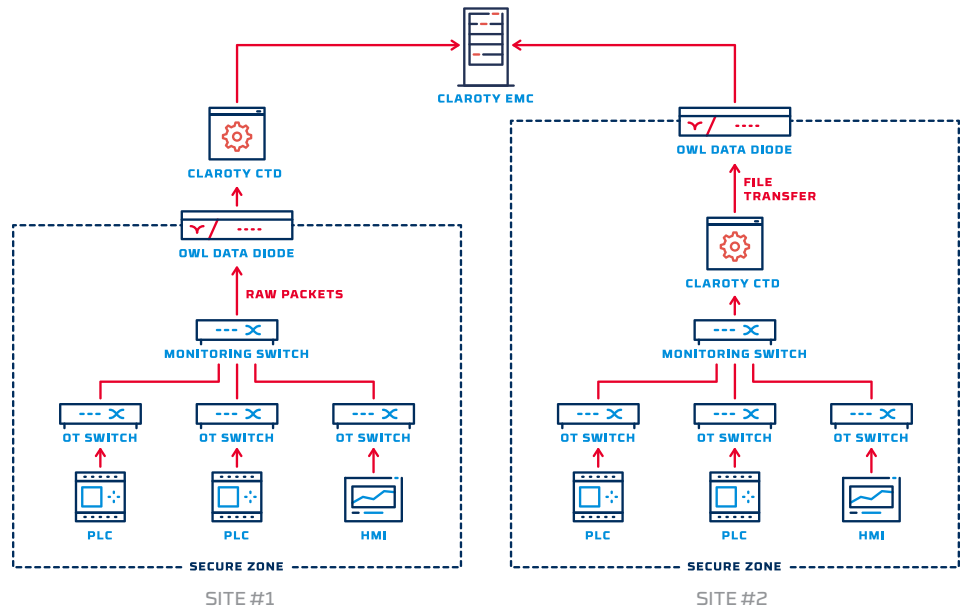 CLAROTY EMC
CLAROTY CTD
OWL DATA DIODE
RAW PACKETS
MONITORING SWITCH
OT SWITCH
OT SWITCH
OT SWITCH
PLC
PLC
HMI
SECURE ZONE
SITE #1
OWL DATA DIODE
FILE
TRANSFER
CLAROTY CTD
MONITORING SWITCH
OT SWITCH
OT SWITCH
OT SWITCH
PLC
PLC
HMI
SECURE ZONE
SITE #2